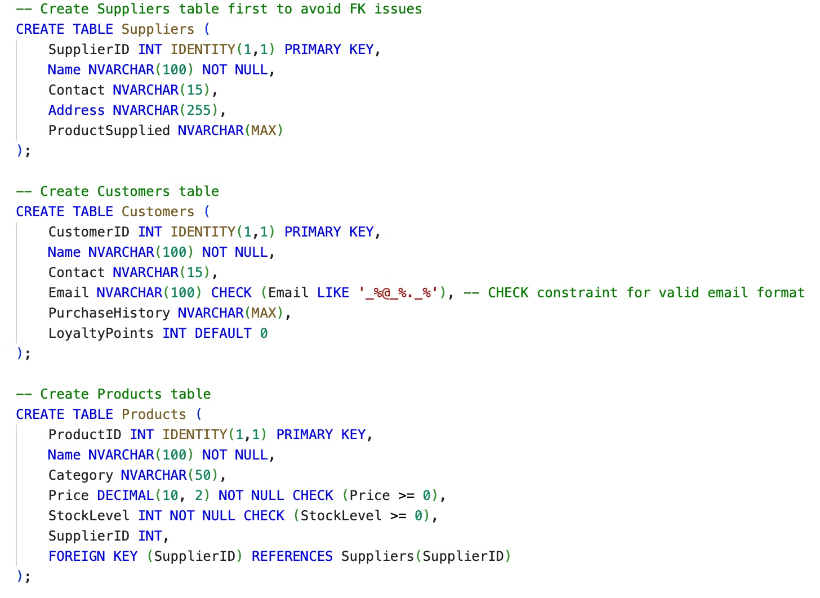 -- Create Suppliers table first to avoid FK issues
CREATE TABLE Suppliers (
    SupplierID INT IDENTITY(1,1) PRIMARY KEY,
    Name NVARCHAR(100) NOT NULL,
    Contact NVARCHAR(15),
    Address NVARCHAR(255),
    ProductSupplied NVARCHAR(MAX)
);

-- Create Customers table
CREATE TABLE Customers (
    CustomerID INT IDENTITY(1,1) PRIMARY KEY,
    Name NVARCHAR(100) NOT NULL,
    Contact NVARCHAR(15),
    Email NVARCHAR(100) CHECK (Email LIKE '_%@_%._%'), -- CHECK constraint for valid email format
    PurchaseHistory NVARCHAR(MAX),
    LoyaltyPoints INT DEFAULT 0
);

-- Create Products table
CREATE TABLE Products (
    ProductID INT IDENTITY(1,1) PRIMARY KEY,
    Name NVARCHAR(100) NOT NULL,
    Category NVARCHAR(50),
    Price DECIMAL(10, 2) NOT NULL CHECK (Price >= 0),
    StockLevel INT NOT NULL CHECK (StockLevel >= 0),
    SupplierID INT,
    FOREIGN KEY (SupplierID) REFERENCES Suppliers(SupplierID)
);